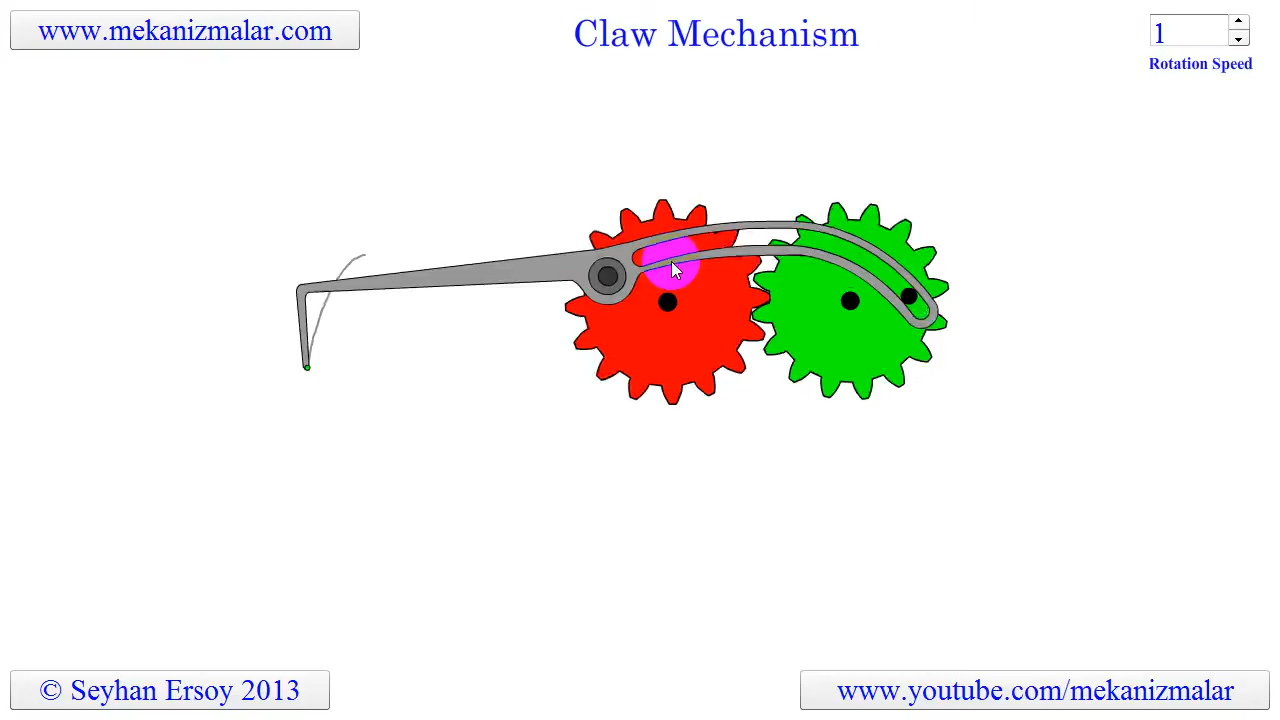 www.mekanizmalar.com
Claw Mechanism
1
Rotation Speed
© Seyhan Ersoy 2013
www.youtube.com/mekanizmalar